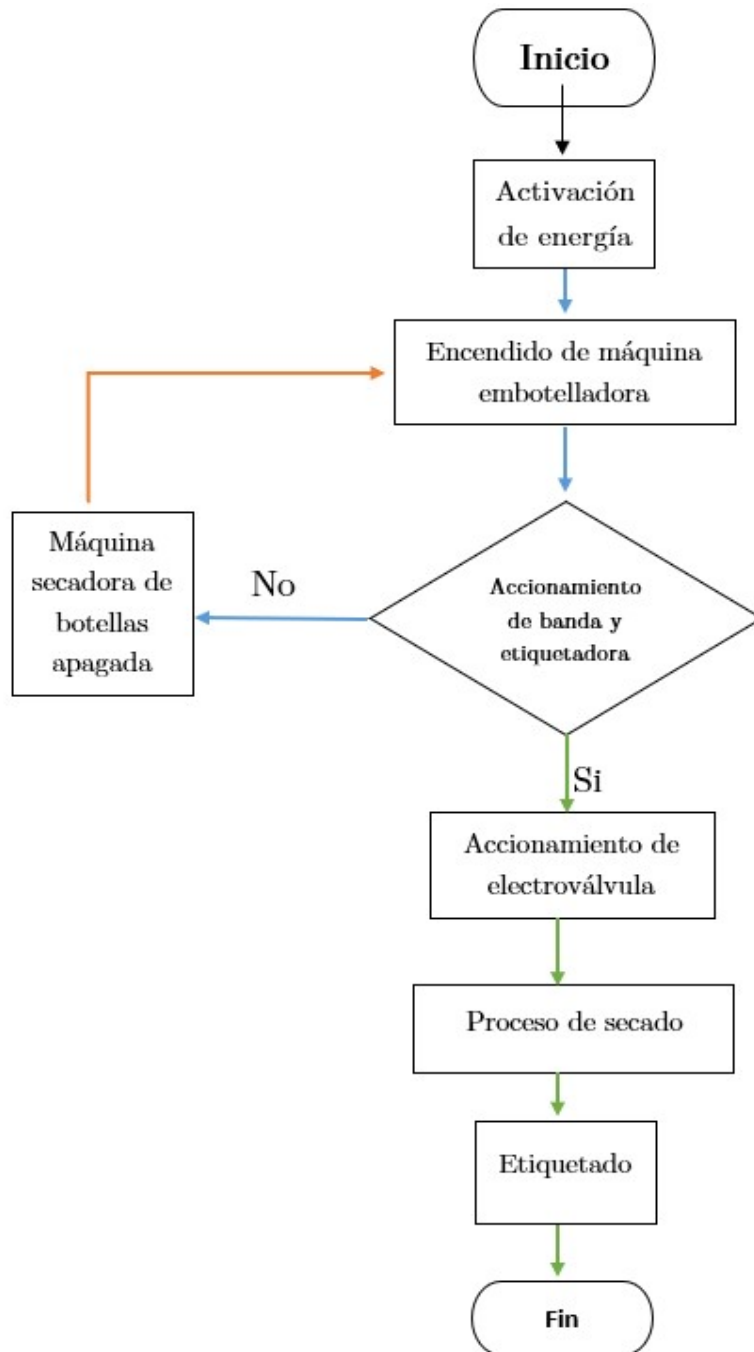 Inicio
Activación
de energía
Encendido de máquina
embotelladora
Máquina
secadora de
botellas
apagada
No
Accionamiento
de banda y
etiquetadora
Si
Accionamiento de
electroválvula
Proceso de secado
Etiquetado
Fin